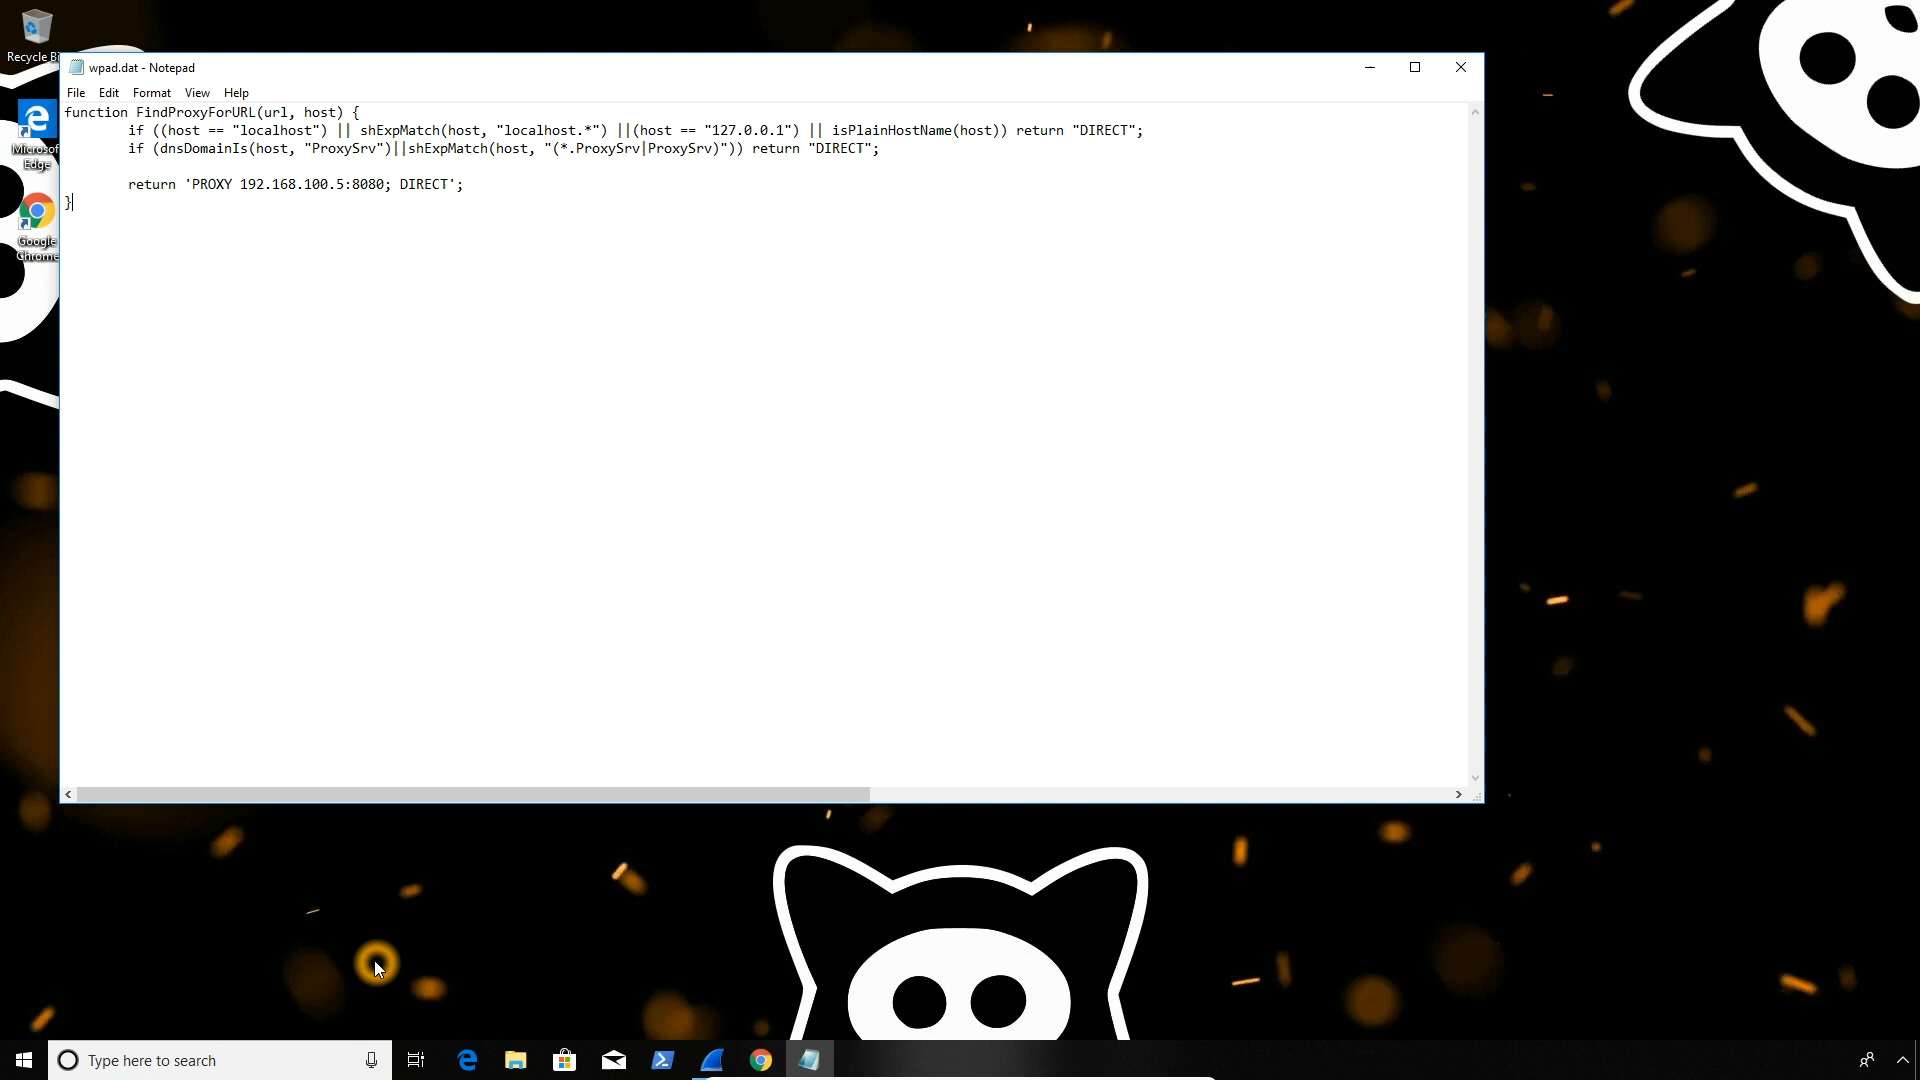 Recycle Bi
wpad.dat - Notepad
File Edit Format View Help
function FindProxyForURL(url, host) {
if ((host == "localhost") || shExpMatch(host, "localhost.*") ||(host == "127.0.0.1") || isPlainHostName(host)) return "DIRECT";
if (dnsDomainIs(host, "ProxySrv")||shExpMatch(host, "(*.ProxySrv|ProxySrv)")) return "DIRECT";
return 'PROXY 192.168.100.5:8080; DIRECT';
}
Microsof
Edge
Google
Chrome
Type here to search